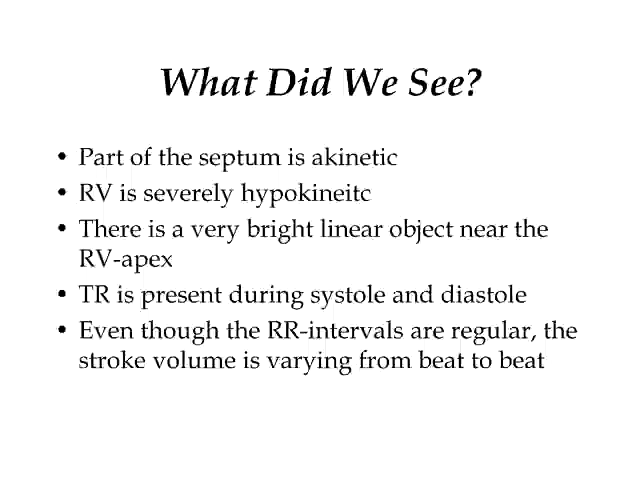 What Did We See?
• Part of the septum is akinetic
• RV is severely hypokineitc
• There is a very bright linear object near the
RV-apex
• TR is present during systole and diastole
• Even though the RR-intervals are regular, the
stroke volume is varying from beat to beat